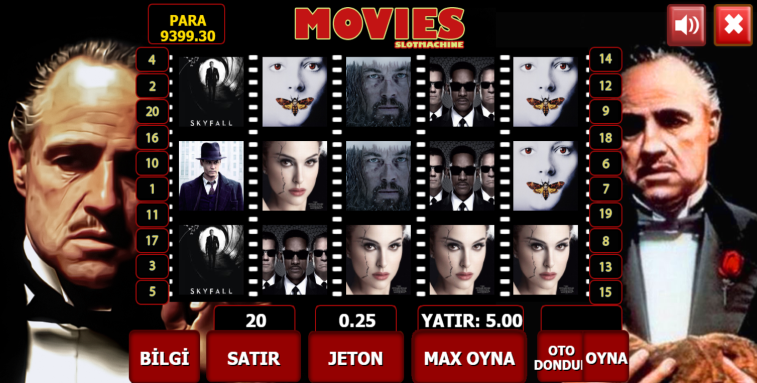 PARA
9399.30
MOVIES
SLOTMACHINE
4
2
20
16
10
1
11
17
3
5
SKYFALL
SKYFALL
14
12
9
18
6
7
19
8
13
15
20
0.25
YATIR: 5.00
BİLGİ
SATIR
JETON
MAX OYNA
OTO
DONDU
OYNA